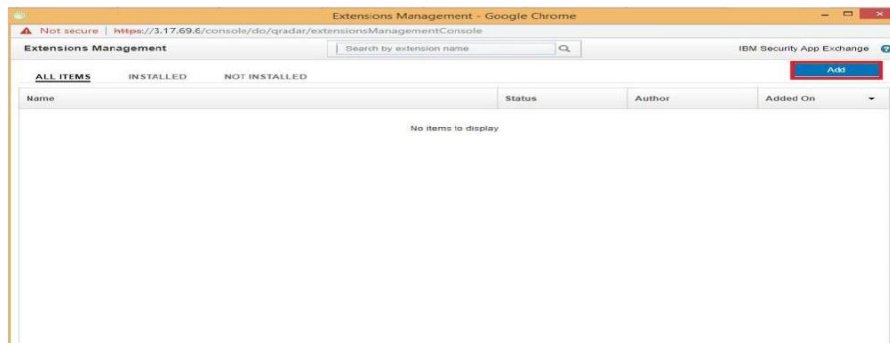 Extensions Management - Google Chrome
Not secure | https://3.17.69.6/console/do/qradar/extensionsManagementConsole
Extensions Management
Search by extension name
IBM Security App Exchange
?
ALL ITEMS INSTALLED NOT INSTALLED
Add
Name Status Author Added On
No items to display